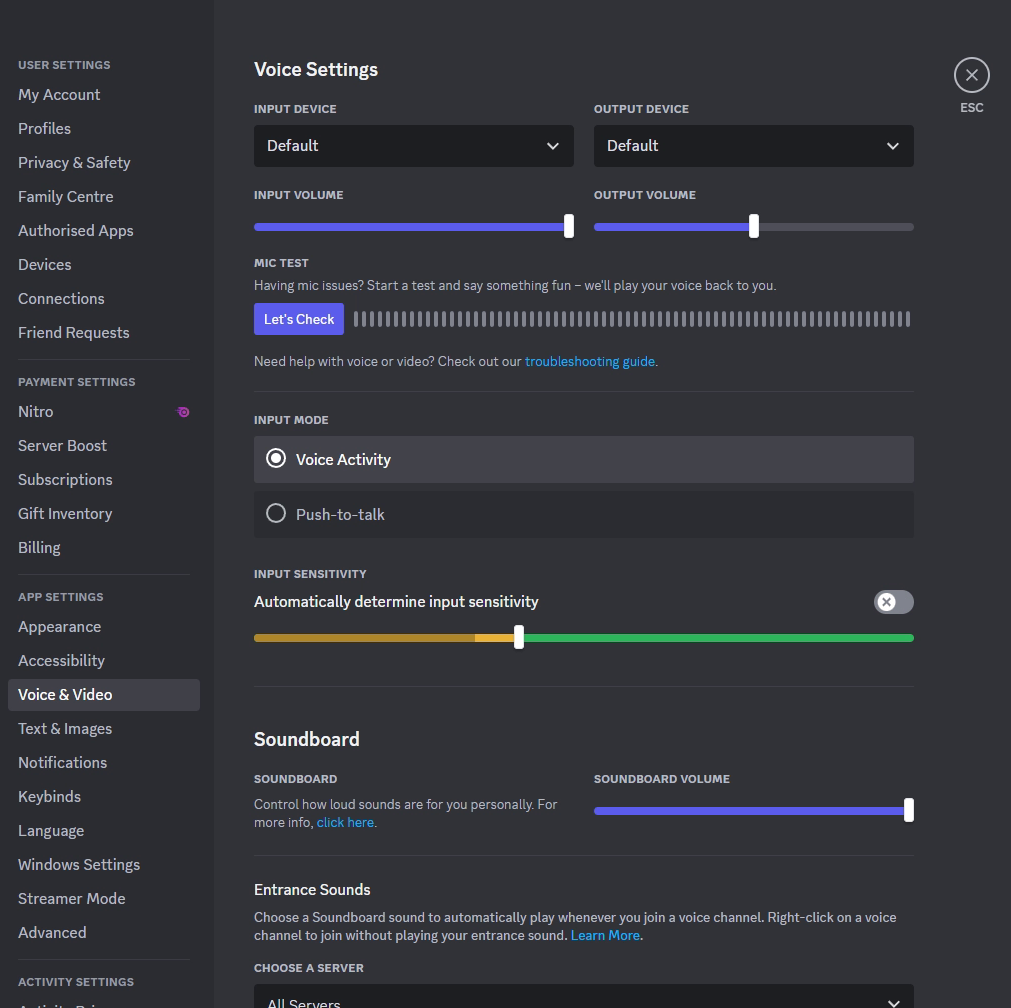 USER SETTINGS
My Account
Profiles
Privacy & Safety
Family Centre
Authorised Apps
Devices
Connections
Friend Requests
PAYMENT SETTINGS
Nitro
Server Boost
Subscriptions
Gift Inventory
Billing
APP SETTINGS
Appearance
Accessibility
Voice & Video
Text & Images
Notifications
Keybinds
Language
Windows Settings
Streamer Mode
Advanced
ACTIVITY SETTINGS
Voice Settings
ESC
INPUT DEVICE
Default
OUTPUT DEVICE
Default
INPUT VOLUME
OUTPUT VOLUME
MIC TEST
Having mic issues? Start a test and say something fun – we'll play your voice back to you.
Let's Check
Need help with voice or video? Check out our troubleshooting guide.
INPUT MODE
Voice Activity
Push-to-talk
INPUT SENSITIVITY
Automatically determine input sensitivity
Soundboard
SOUNDBOARD
Control how loud sounds are for you personally. For
more info, click here.
SOUNDBOARD VOLUME
Entrance Sounds
Choose a Soundboard sound to automatically play whenever you join a voice channel. Right-click on a voice
channel to join without playing your entrance sound. Learn More.
CHOOSE A SERVER
All Servers